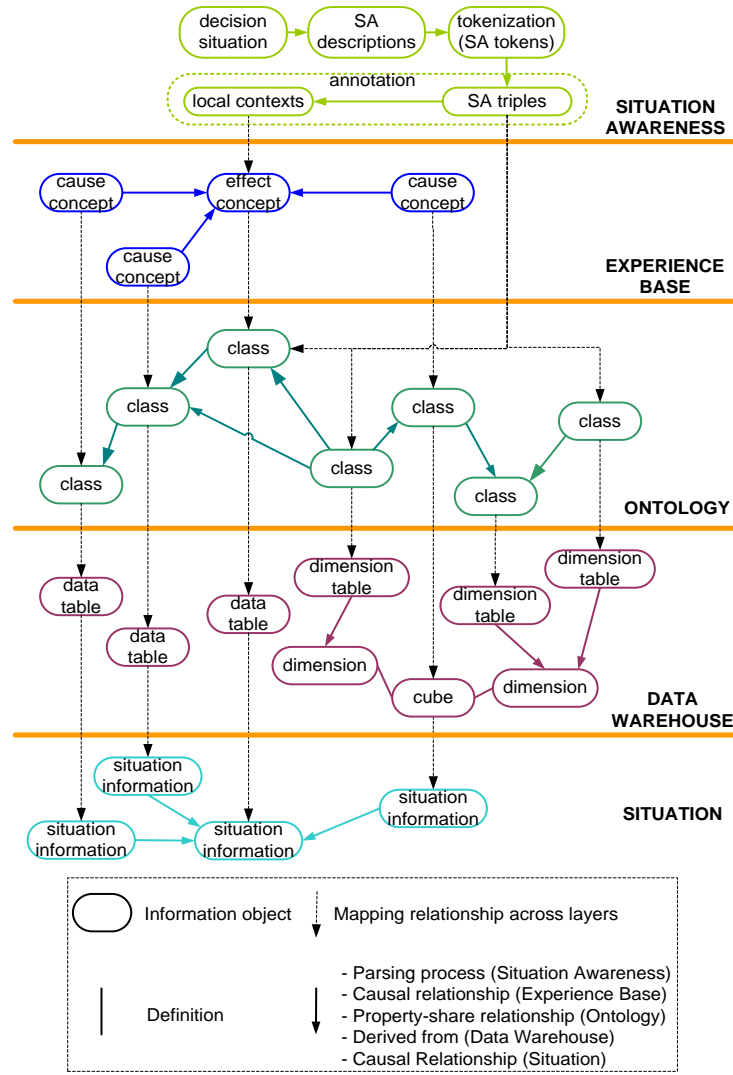 decision
situation
SA
descriptions
tokenization
(SA tokens)
annotation
local contexts
SA triples
SITUATION
AWARENESS
cause
concept
effect
concept
cause
concept
cause
concept
EXPERIENCE
BASE
class
class
class
class
class
class
class
ONTOLOGY
data
table
data
table
data
table
dimension
table
dimension
table
dimension
table
dimension
cube
dimension
DATA
WAREHOUSE
situation
information
situation
information
situation
information
situation
information
SITUATION
Information object
Mapping relationship across layers
Definition
- Parsing process (Situation Awareness)
- Causal relationship (Experience Base)
- Property-share relationship (Ontology)
- Derived from (Data Warehouse)
- Causal Relationship (Situation)